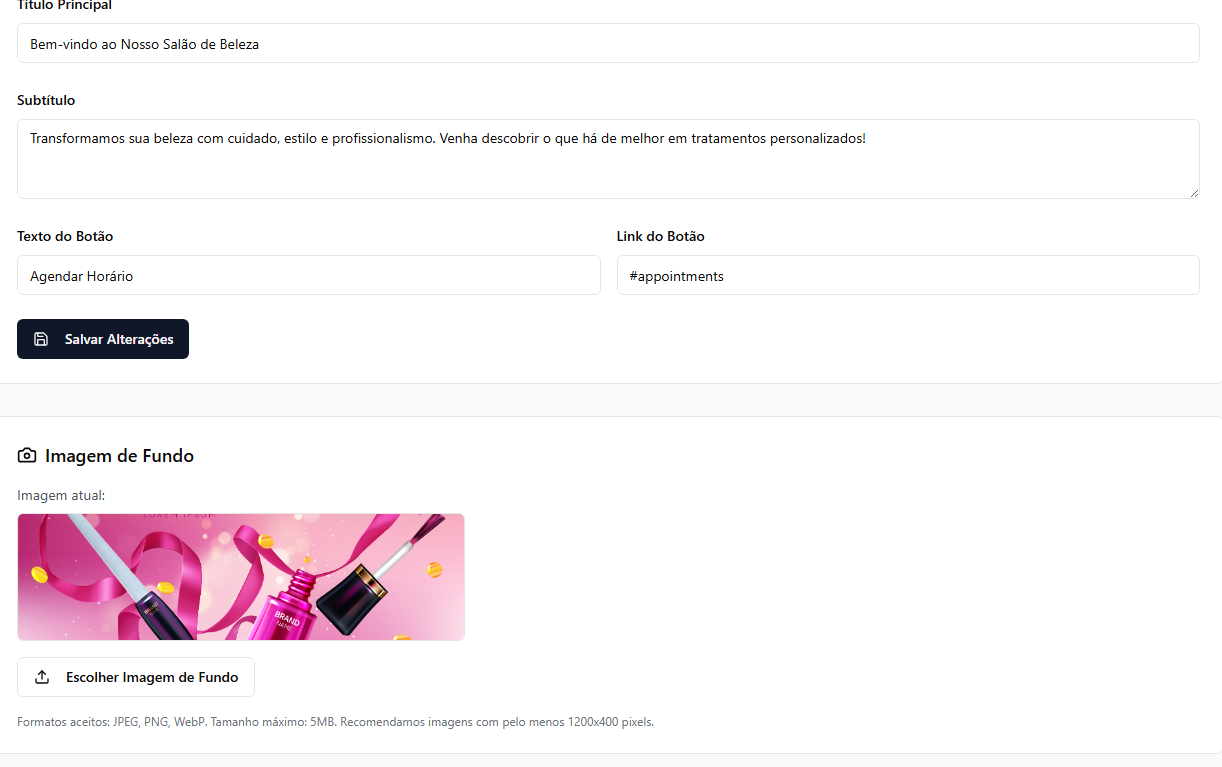 Título Principal
Bem-vindo ao Nosso Salão de Beleza
Subtítulo
Transformamos sua beleza com cuidado, estilo e profissionalismo. Venha descobrir o que há de melhor em tratamentos personalizados!
Texto do Botão
Link do Botão
Agendar Horário
#appointments
Salvar Alterações
Imagem de Fundo
Imagem atual:
LOREM IPSUM
BRAND
BRAND
NAME
Escolher Imagem de Fundo
Formatos aceitos: JPEG, PNG, WebP. Tamanho máximo: 5MB. Recomendamos imagens com pelo menos 1200x400 pixels.